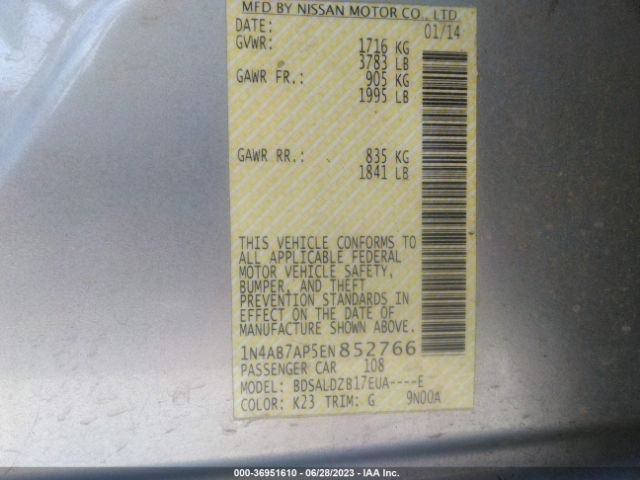 MFD BY NISSAN MOTOR CO., LTD.
DATE: 01/14
GVWR: 1716 KG
3783 LB
GAWR FR.: 905 KG
1995 LB
GAWR RR.: 835 KG
1841 LB
THIS VEHICLE CONFORMS TO
ALL APPLICABLE FEDERAL
MOTOR VEHICLE SAFETY,
BUMPER, AND THEFT
PREVENTION STANDARDS IN
EFFECT ON THE DATE OF
MANUFACTURE SHOWN ABOVE.
1N4AB7AP5EN852766
PASSENGER CAR 108
MODEL: BDSALDZB17EUA----E
COLOR: K23 TRIM: G 9N00A
000-36951610 - 06/28/2023 - IAA Inc.